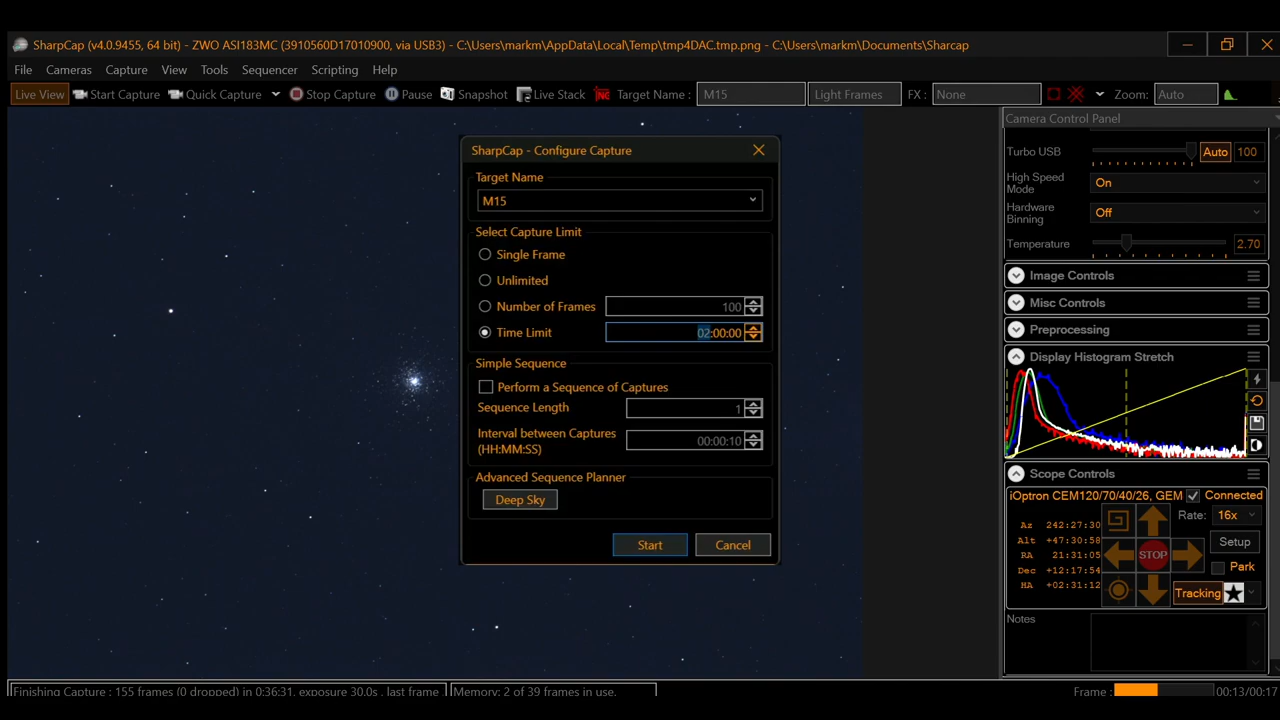 SharpCap (v4.0.9455, 64 bit) - ZWO ASI183MC (3910560D17010900, via USB3) - C:\Users\markm\AppData\Local\Temp\tmp4DAC.tmp.png - C:\Users\markm\Documents\Sharcap
File Cameras Capture View Tools Sequencer Scripting Help
Live View Start Capture Quick Capture Stop Capture Pause Snapshot Live Stack NC Target Name : M15 Light Frames FX : None Zoom: Auto
SharpCap - Configure Capture
Target Name
M15
Select Capture Limit
Single Frame
Unlimited
Number of Frames 100
Time Limit 02:00:00
Simple Sequence
Perform a Sequence of Captures
Sequence Length 1
Interval between Captures
(HH:MM:SS) 00:00:10
Advanced Sequence Planner
Deep Sky
Start Cancel
Camera Control Panel
Turbo USB Auto 100
High Speed
Mode On
Hardware
Binning Off
Temperature 2.70
Image Controls
Misc Controls
Preprocessing
Display Histogram Stretch
Scope Controls
iOptron CEM120/70/40/26, GEM Connected
Rate: 16x
Az 242:27:30
Alt +47:30:58
RA 21:31:05
Dec +12:17:54
HA +02:31:12
STOP
Setup
Park
Tracking
Notes
Finishing Capture : 155 frames (0 dropped) in 0:36:31. exposure 30.0s . last frame Memory: 2 of 39 frames in use. Frame : 00:13/00:17